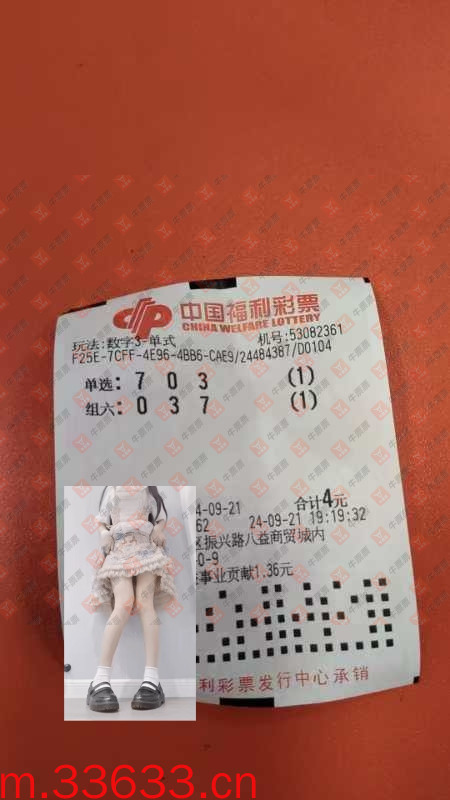 中国福利彩票
CHINA WELFARE LOTTERY
玩法:数字3-单式 机号:53082361
F25E-7CFF-4E96-4BB6-CAE9/24484387/D0104
单选: 7 0 3 (1)
组六: 0 3 7 (1)
4-09-21 合计4元
62 24-09-21 19:19:32
区振兴路八益商贸城内
0-9
事业贡献1.36元
利彩票发行中心承销
m.33633.cn